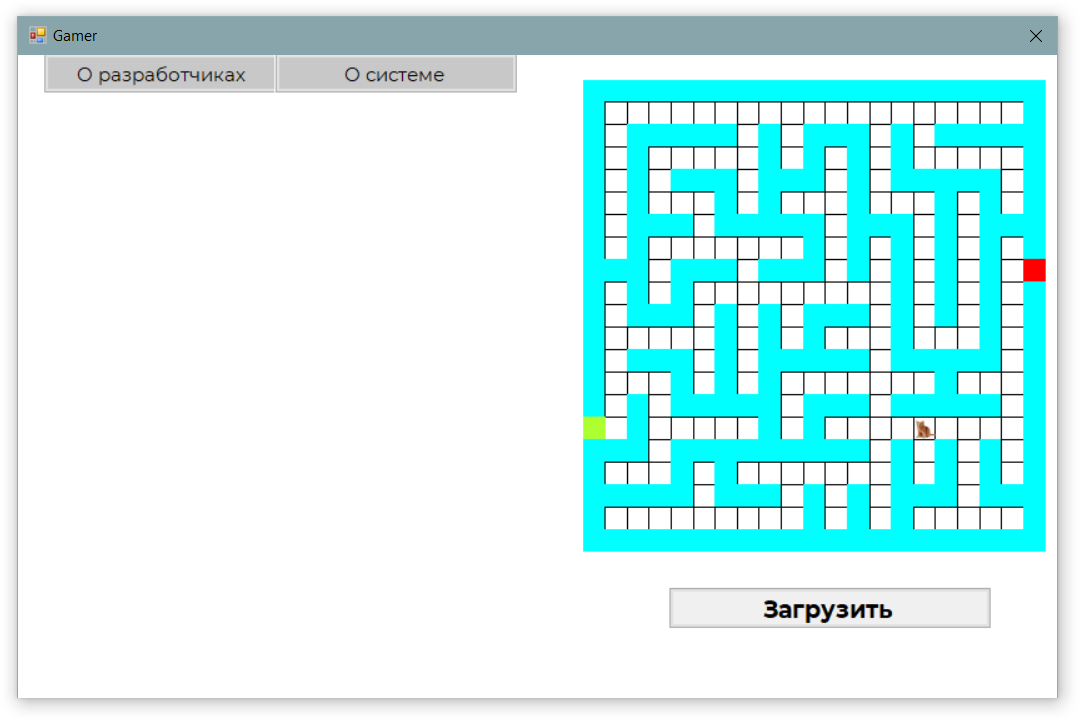 Gamer
О разработчиках
О системе
Загрузить